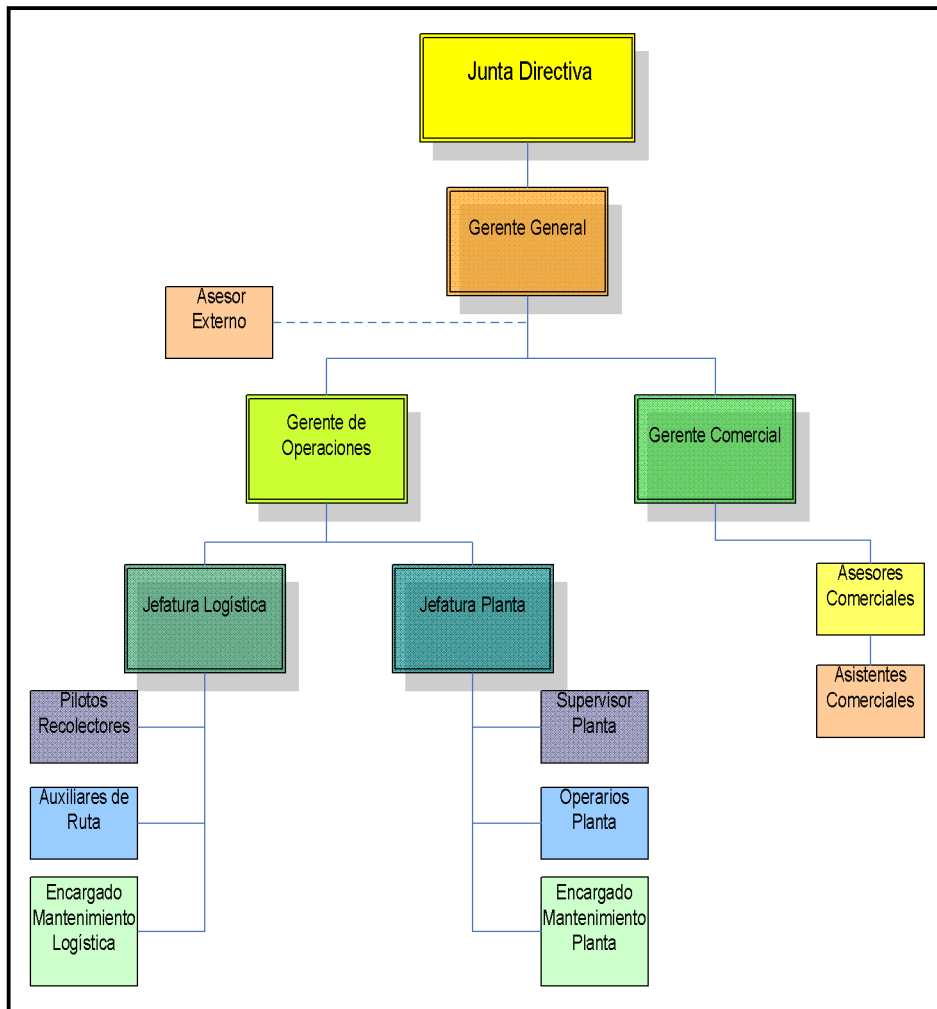 Junta Directiva
Gerente General
Asesor
Externo
Gerente de
Operaciones
Gerente Comercial
Jefatura Logística
Jefatura Planta
Asesores
Comerciales
Asistentes
Comerciales
Pilotos
Recolectores
Supervisor
Planta
Auxiliares de
Ruta
Operarios
Planta
Encargado
Mantenimiento
Logística
Encargado
Mantenimiento
Planta